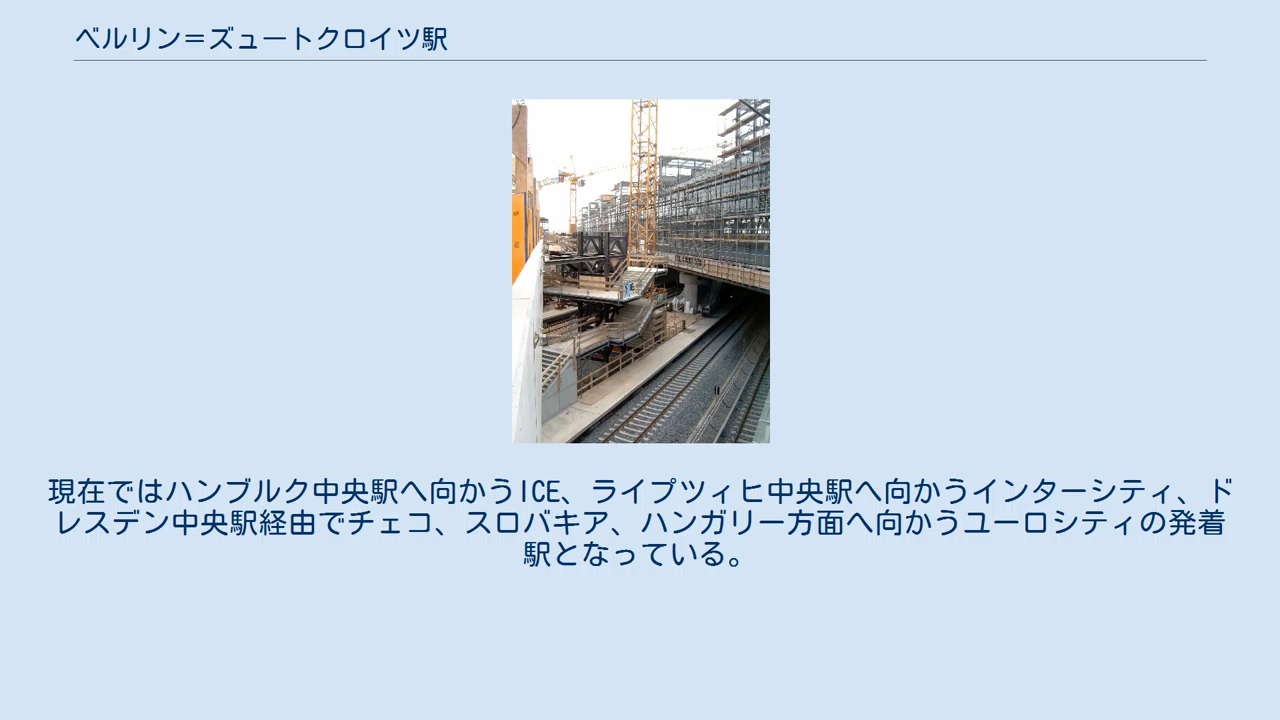 ベルリン＝ズュートクロイツ駅
現在ではハンブルク中央駅へ向かうICE、ライプツィヒ中央駅へ向かうインターシティ、ド
レスデン中央駅経由でチェコ、スロバキア、ハンガリー方面へ向かうユーロシティの発着
駅となっている。